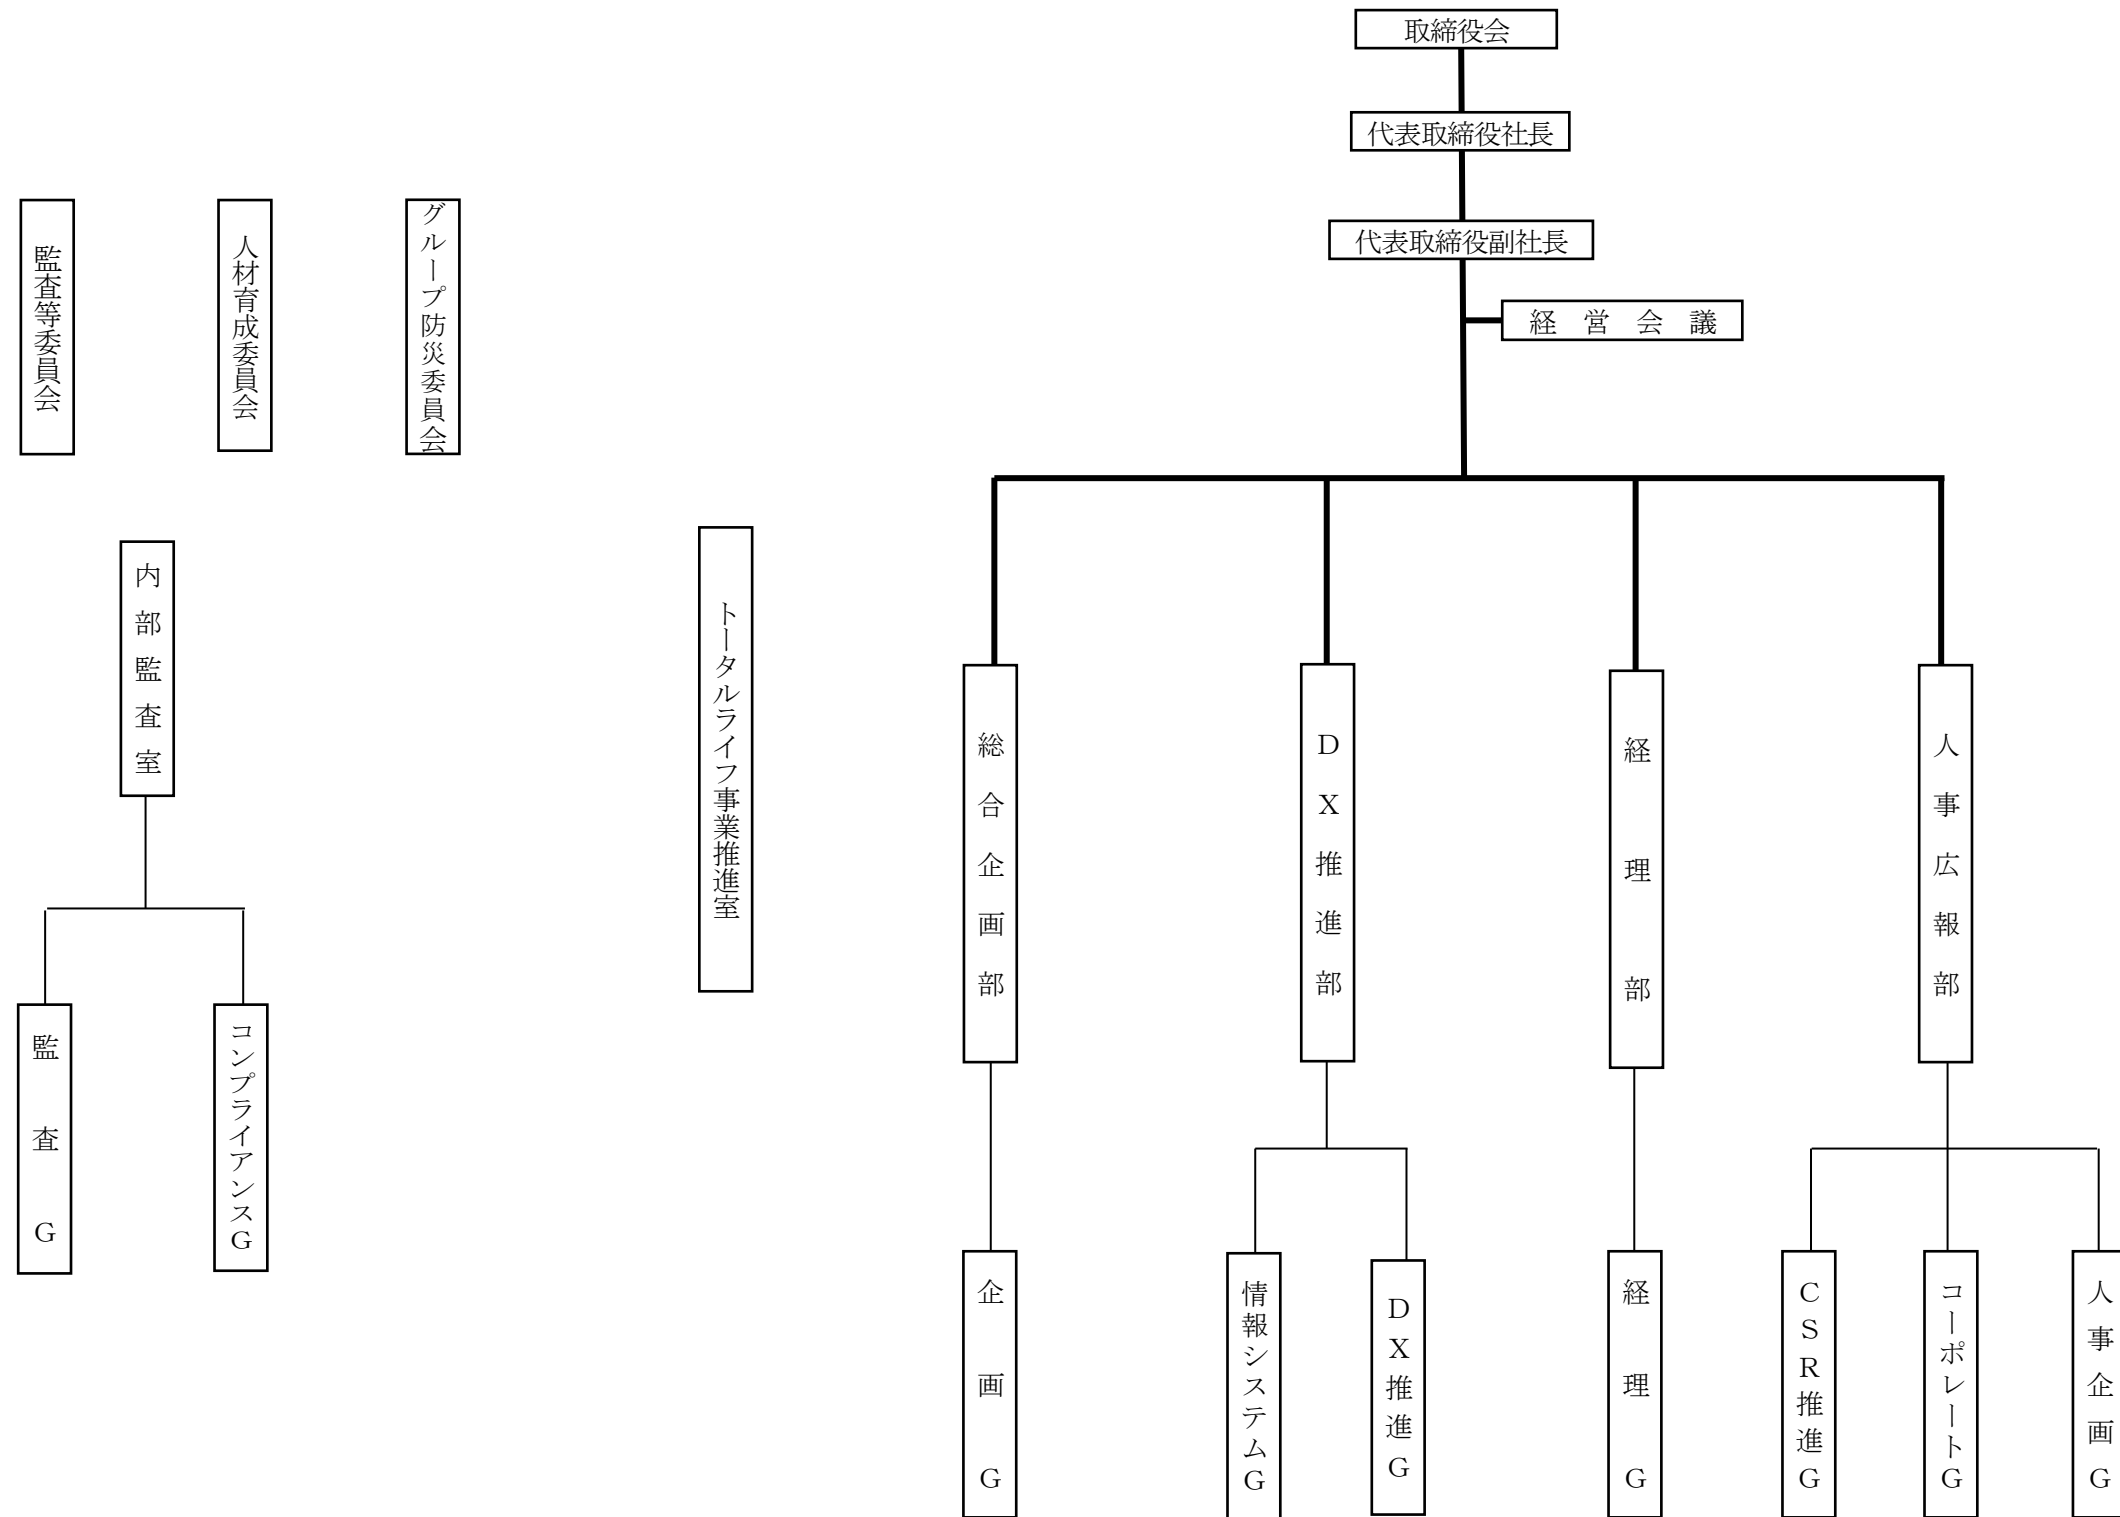 取締役会
代表取締役社長
代表取締役副社長
経　営　会　議
監査等委員会
人材育成委員会
グループ防災委員会
内部監査室
トータルライフ事業推進室
総合企画部
ＤＸ推進部
経理部
人事広報部
監査Ｇ
コンプライアンスＧ
企画Ｇ
情報システムＧ
ＤＸ推進Ｇ
経理Ｇ
ＣＳＲ推進Ｇ
コーポレートＧ
人事企画Ｇ